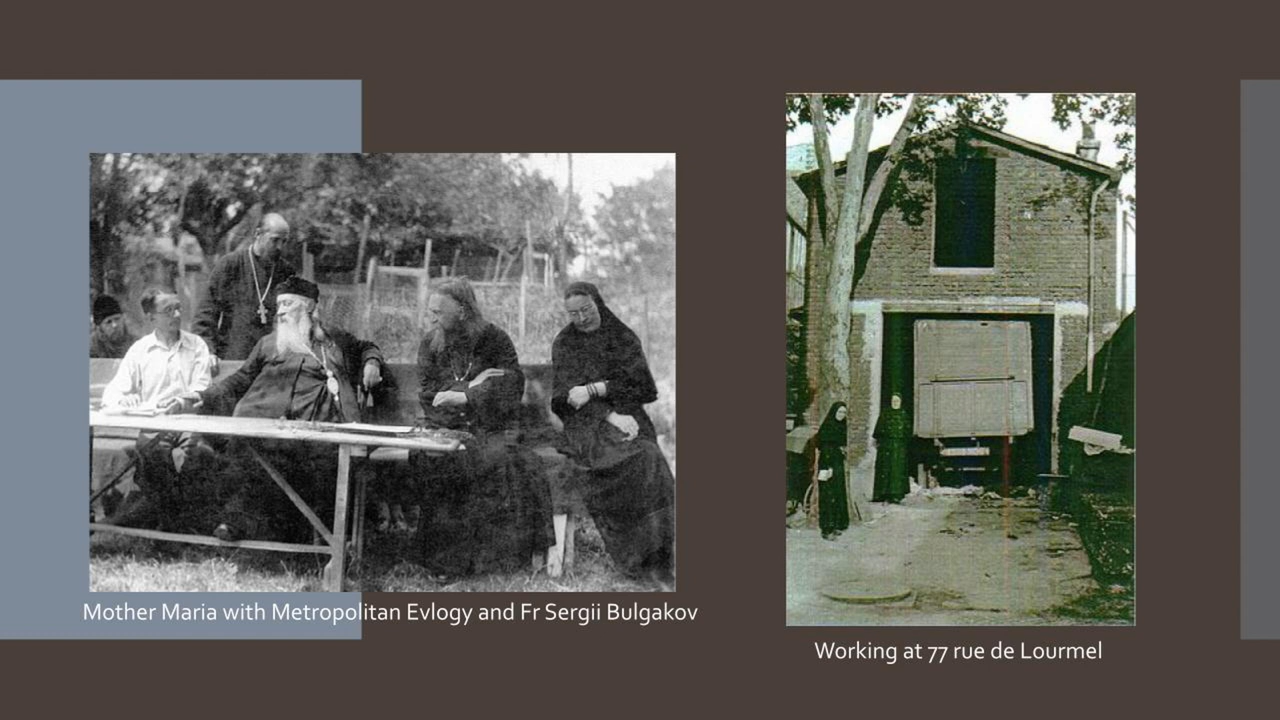 Mother Maria with Metropolitan Evlogy and Fr Sergii Bulgakov
Working at 77 rue de Lourmel